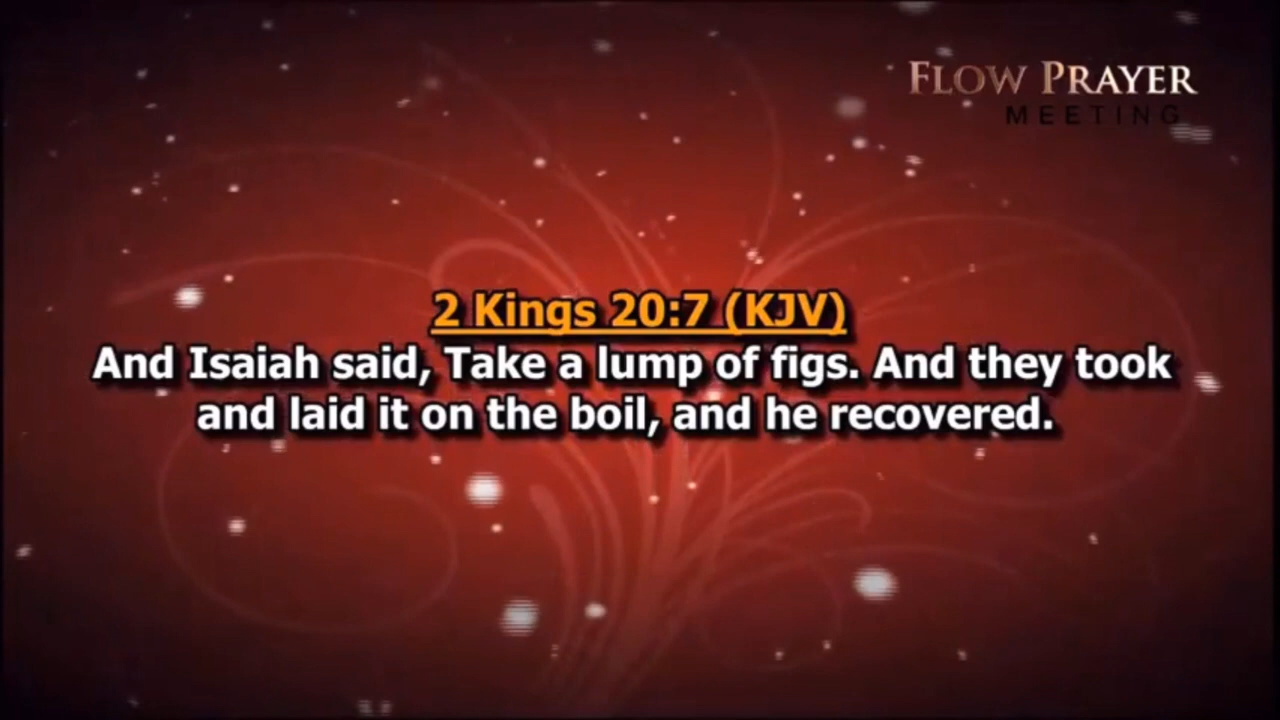 FLOW PRAYER
MEETING
2 Kings 20:7 (KJV)
And Isaiah said, Take a lump of figs. And they took
and laid it on the boil, and he recovered.